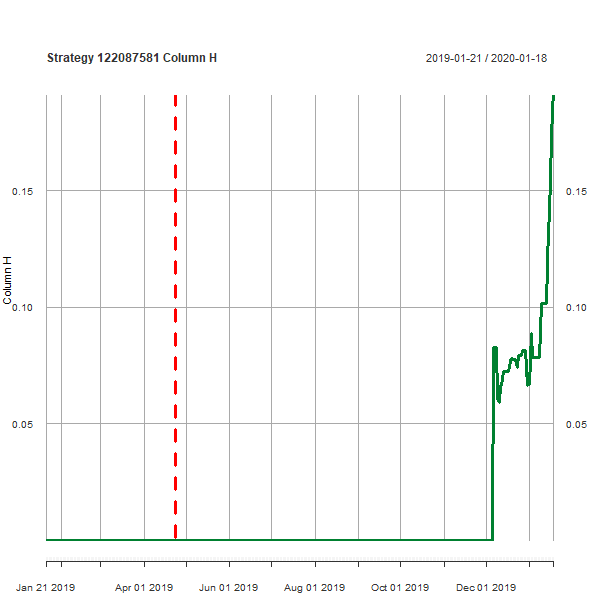 Strategy 122087581 Column H
2019-01-21 / 2020-01-18
0.15
0.15
Column H
0.10
0.10
0.05
0.05
Jan 21 2019
Apr 01 2019
Jun 01 2019
Aug 01 2019
Oct 01 2019
Dec 01 2019